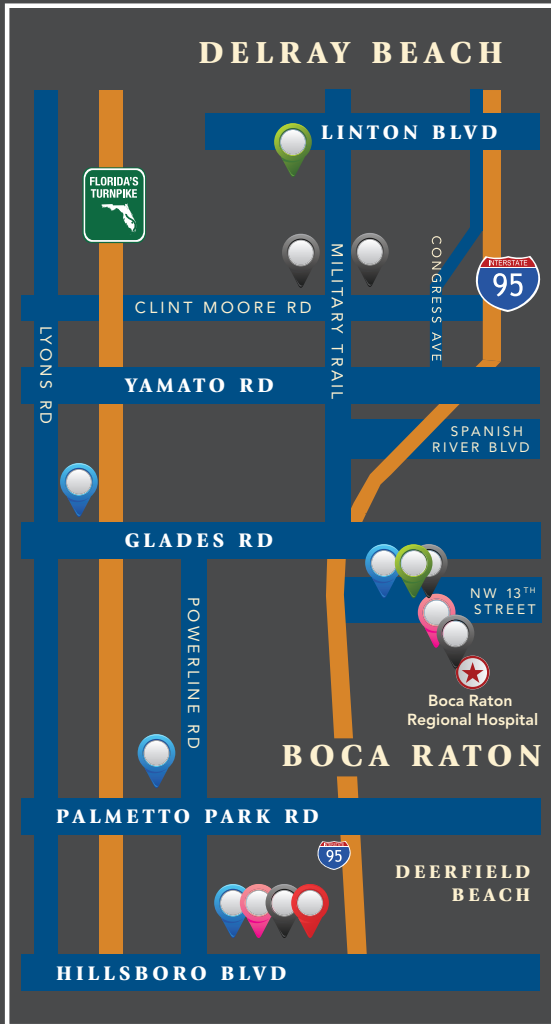 DELRAY BEACH
LINTON BLVD
FLORIDA'S
TURNPIKE
MILITARY TRAIL
CONGRESS AVE
INTERSTATE
95
CLINT MOORE RD
LYONS RD
YAMATO RD
SPANISH
RIVER BLVD
GLADES RD
NW 13TH
STREET
POWERLINE RD
Boca Raton
Regional Hospital
BOCA RATON
PALMETTO PARK RD
95
DEERFIELD
BEACH
HILLSBORO BLVD